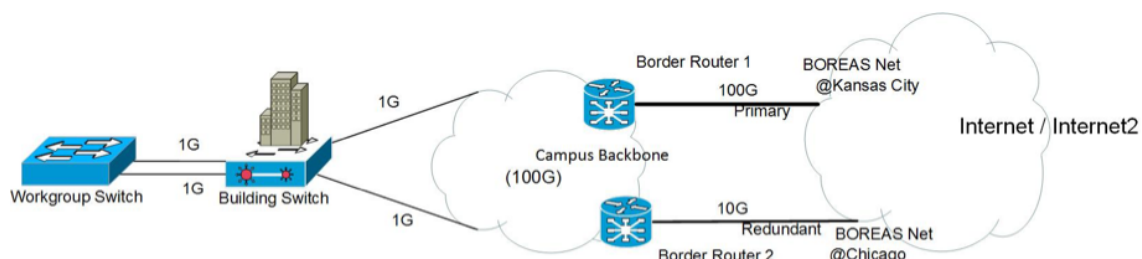 Border Router 1
BOREAS Net
@Kansas City
100G
Primary
1G
Internet / Internet2
1G
Campus Backbone
(100G)
1G
Workgroup Switch
Building Switch
1G
10G
Redundant
BOREAS Net
@Chicago
Border Router 2